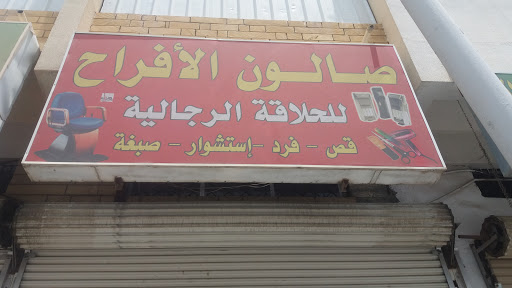 صالون الأفراح
للحلاقة الرجالية
قص - فرد - إستشوار - صبغة